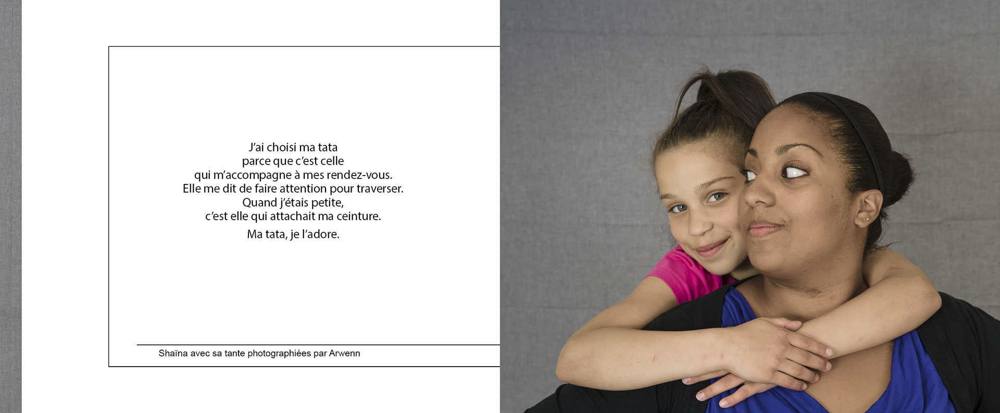 J’ai choisi ma tata
parce que c’est celle
qui m’accompagne à mes rendez-vous.
Elle me dit de faire attention pour traverser.
Quand j’étais petite,
c’est elle qui attachait ma ceinture.
Ma tata, je l’adore.
Shaïna avec sa tante photographiées par Arwenn